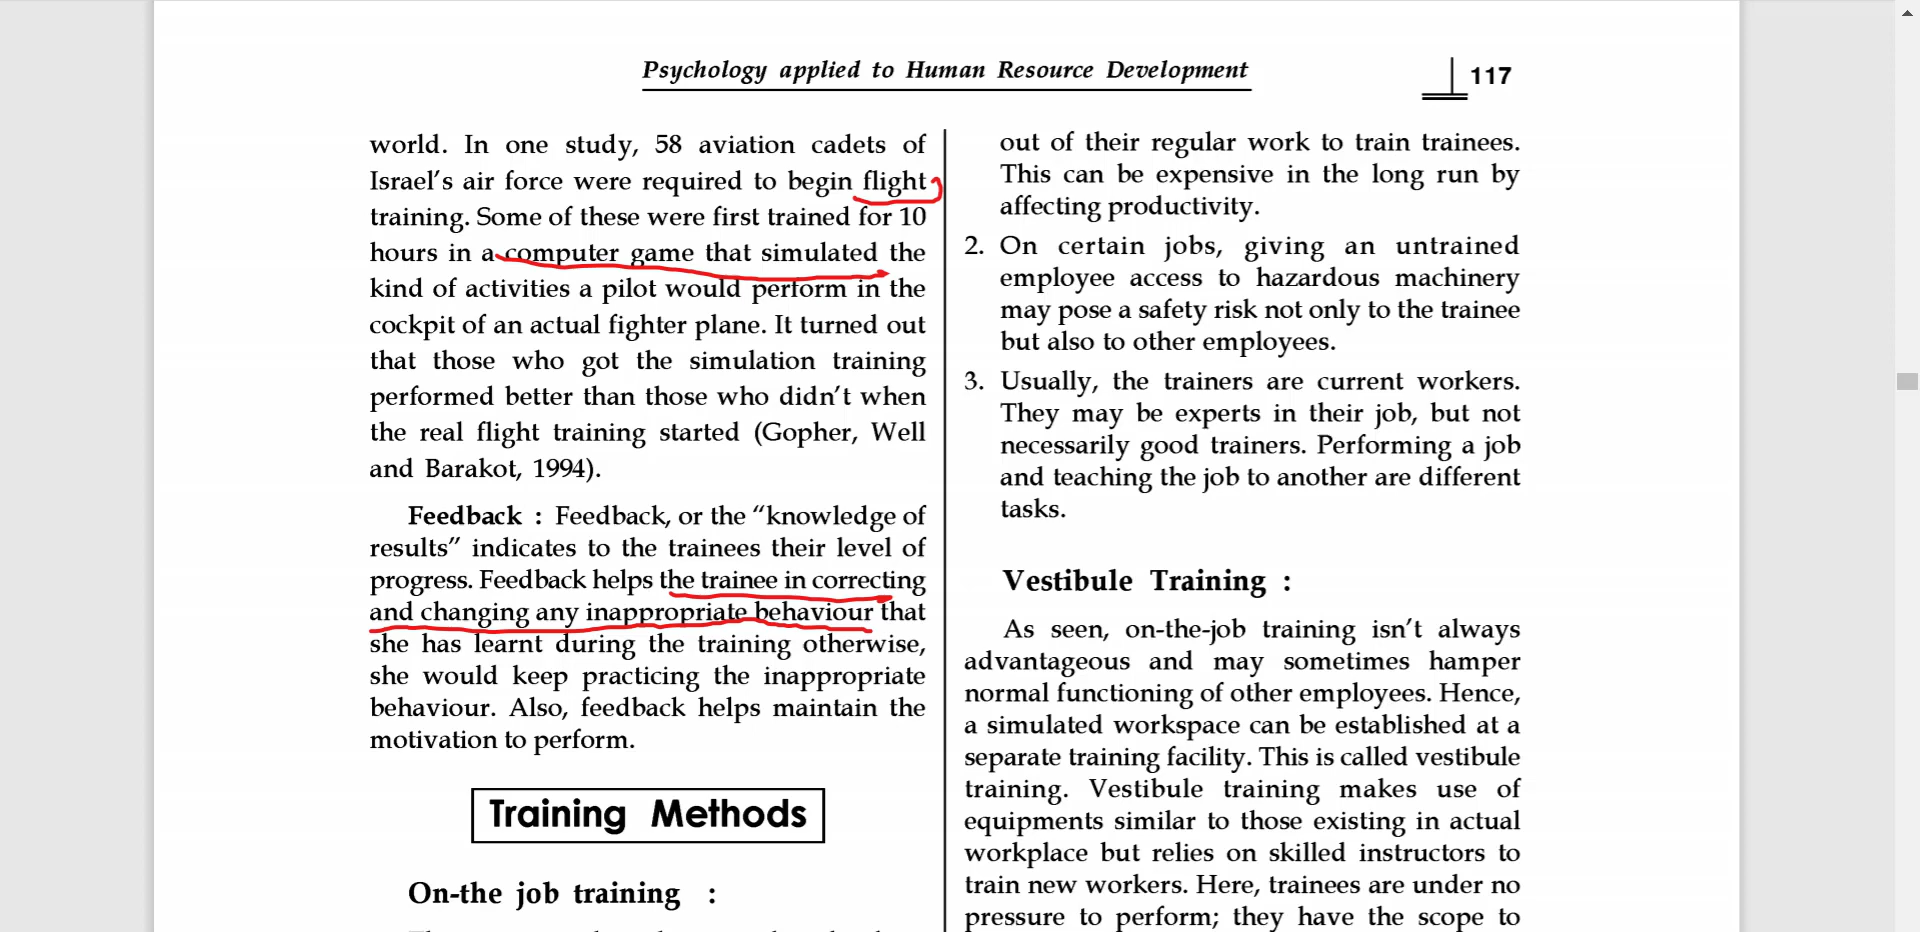 Psychology applied to Human Resource Development
117
world. In one study, 58 aviation cadets of
Israel's air force were required to begin flight
training. Some of these were first trained for 10
hours in a computer game that simulated the
kind of activities a pilot would perform in the
cockpit of an actual fighter plane. It turned out
that those who got the simulation training
performed better than those who didn't when
the real flight training started (Gopher, Well
and Barakot, 1994).
Feedback : Feedback, or the "knowledge of
results" indicates to the trainees their level of
progress. Feedback helps the trainee in correcting
and changing any inappropriate behaviour that
she has learnt during the training otherwise,
she would keep practicing the inappropriate
behaviour. Also, feedback helps maintain the
motivation to perform.
Training Methods
On-the job training :
out of their regular work to train trainees.
This can be expensive in the long run by
affecting productivity.
2. On certain jobs, giving an untrained
employee access to hazardous machinery
may pose a safety risk not only to the trainee
but also to other employees.
3. Usually, the trainers are current workers.
They may be experts in their job, but not
necessarily good trainers. Performing a job
and teaching the job to another are different
tasks.
Vestibule Training :
As seen, on-the-job training isn't always
advantageous and may sometimes hamper
normal functioning of other employees. Hence,
a simulated workspace can be established at a
separate training facility. This is called vestibule
training. Vestibule training makes use of
equipments similar to those existing in actual
workplace but relies on skilled instructors to
train new workers. Here, trainees are under no
pressure to perform; they have the scope to